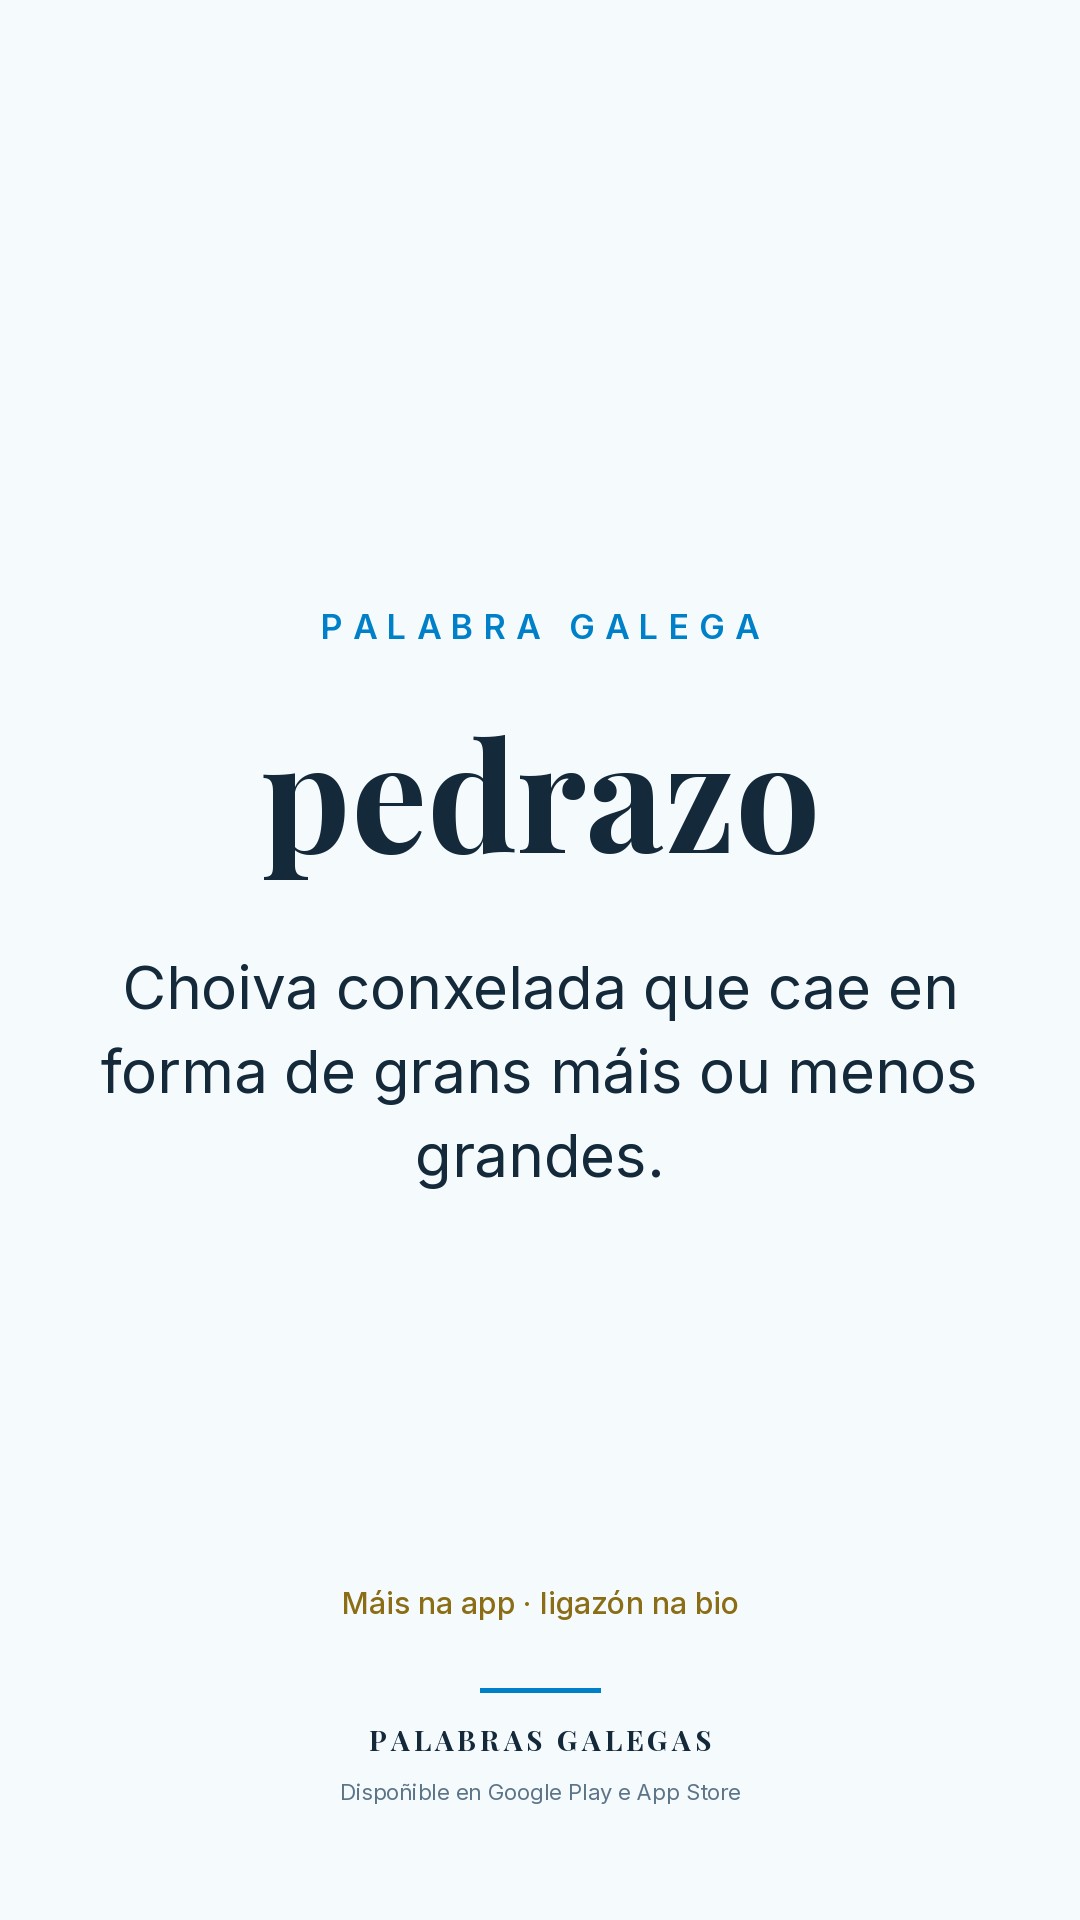 PALABRA GALEGA
pedrazo
Choiva conxelada que cae en
forma de grans máis ou menos
grandes.
Máis na app · ligazón na bio
PALABRAS GALEGAS
Dispoñible en Google Play e App Store